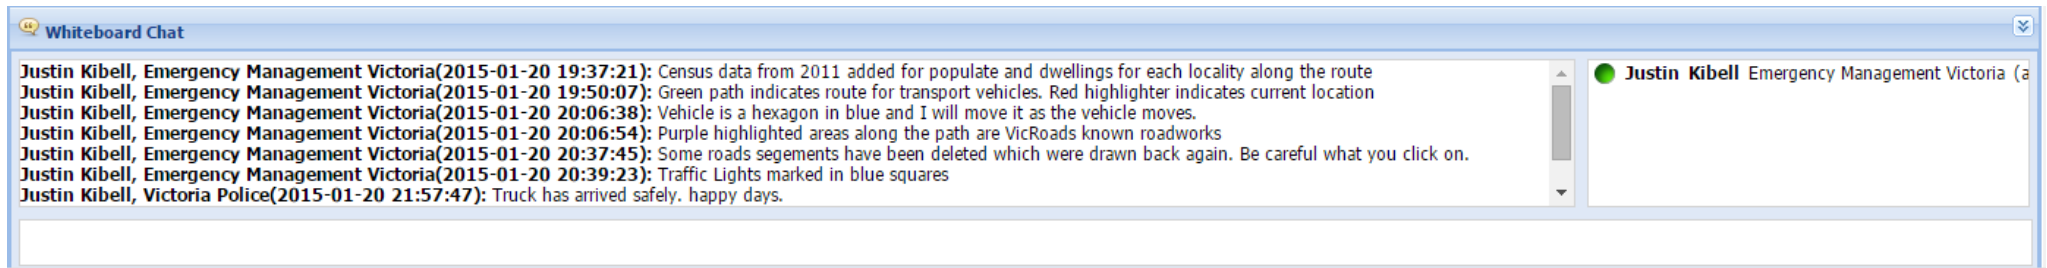 Whiteboard Chat
Justin Kibell, Emergency Management Victoria(2015-01-20 19:37:21): Census data from 2011 added for populate and dwellings for each locality along the route
Justin Kibell, Emergency Management Victoria(2015-01-20 19:50:07): Green path indicates route for transport vehicles. Red highlighter indicates current location
Justin Kibell, Emergency Management Victoria(2015-01-20 20:06:38): Vehicle is a hexagon in blue and I will move it as the vehicle moves.
Justin Kibell, Emergency Management Victoria(2015-01-20 20:06:54): Purple highlighted areas along the path are VicRoads known roadworks
Justin Kibell, Emergency Management Victoria(2015-01-20 20:37:45): Some roads segements have been deleted which were drawn back again. Be careful what you click on.
Justin Kibell, Emergency Management Victoria(2015-01-20 20:39:23): Traffic Lights marked in blue squares
Justin Kibell, Victoria Police(2015-01-20 21:57:47): Truck has arrived safely. happy days.
Justin Kibell Emergency Management Victoria (a